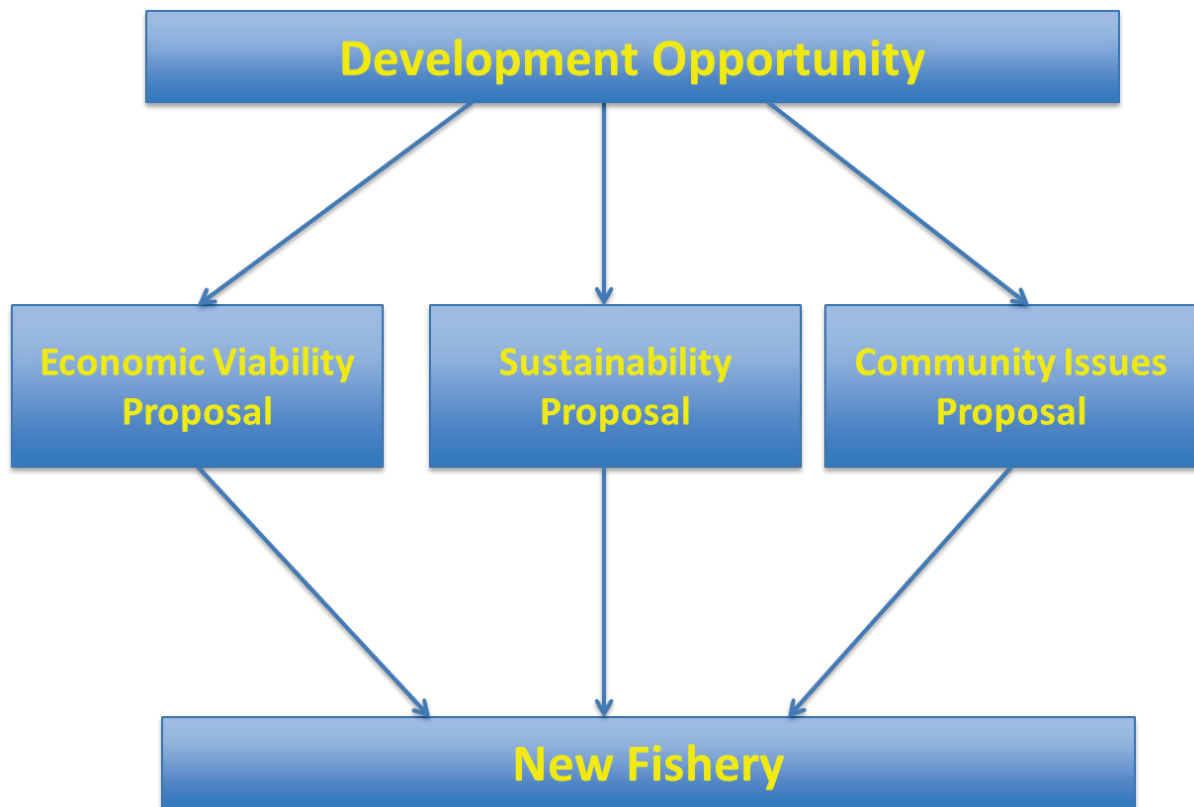 Development Opportunity
Economic Viability
Proposal
Sustainability
Proposal
Community Issues
Proposal
New Fishery